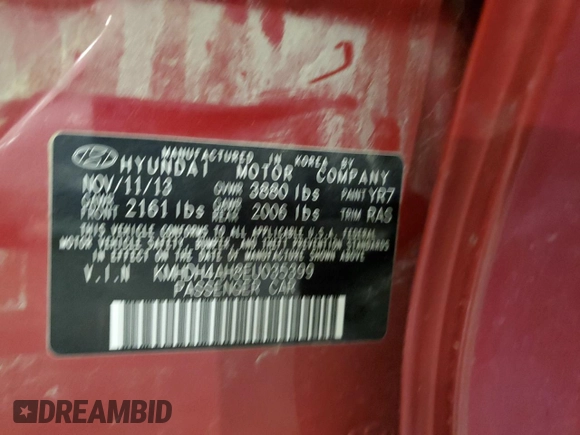 MANUFACTURED IN KOREA BY
HYUNDAI MOTOR COMPANY
NOV/11/13 GVWR 3880 lbs PAINT YR7
GAWR FRONT 2161 lbs GAWR REAR 2006 lbs TRIM RAS
THIS VEHICLE CONFORMS TO ALL APPLICABLE FEDERAL
MOTOR VEHICLE SAFETY, BUMPER, AND THEFT PREVENTION STANDARDS
IN EFFECT ON THE DATE OF MANUFACTURE SHOWN ABOVE.
V.I.N KMHDH4AH8EU035399
PASSENGER CAR
DREAMBID